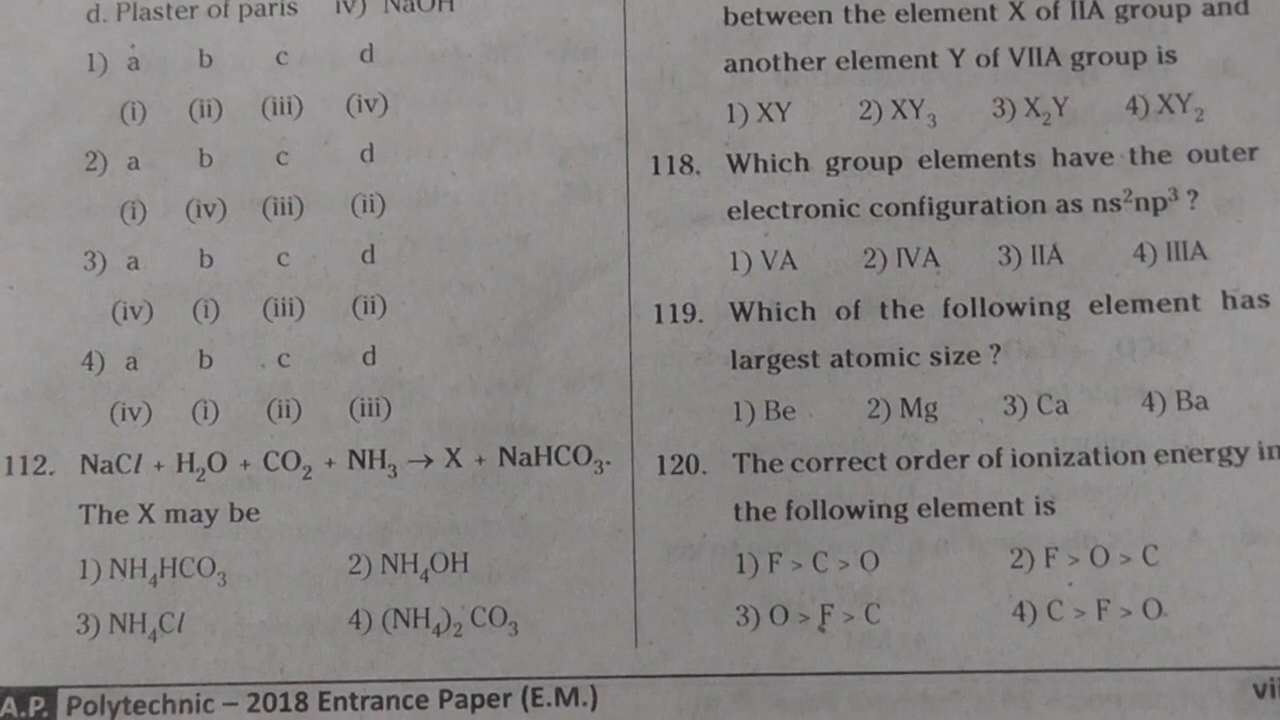 d. Plaster of paris iv) NaOH
1) a b c d
(i) (ii) (iii) (iv)
2) a b c d
(i) (iv) (iii) (ii)
3) a b c d
(iv) (i) (iii) (ii)
4) a b c d
(iv) (i) (ii) (iii)
112. NaCl + H₂O + CO₂ + NH₃ → X + NaHCO₃.
The X may be
1) NH₄HCO₃ 2) NH₄OH
3) NH₄Cl 4) (NH₄)₂ CO₃
between the element X of IIA group and
another element Y of VIIA group is
1) XY 2) XY₃ 3) X₂Y 4) XY₂
118. Which group elements have the outer
electronic configuration as ns²np³ ?
1) VA 2) IVA 3) IIA 4) IIIA
119. Which of the following element has
largest atomic size ?
1) Be 2) Mg 3) Ca 4) Ba
120. The correct order of ionization energy in
the following element is
1) F > C > O 2) F > O > C
3) O > F > C 4) C > F > O.
A.P. Polytechnic – 2018 Entrance Paper (E.M.)